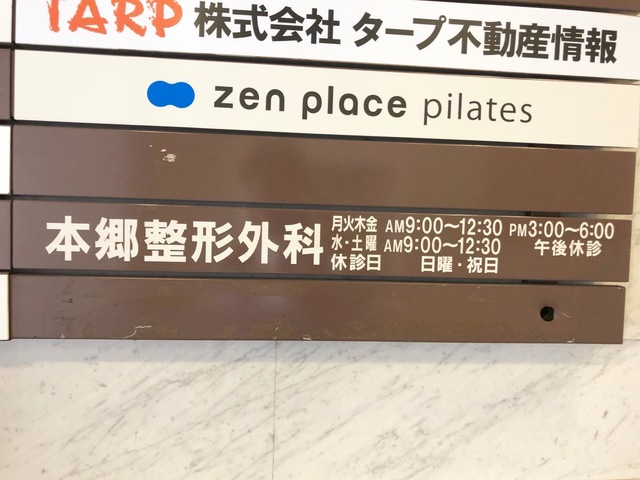 TARP 株式会社 タープ不動産情報
zen place pilates
本郷整形外科
月火木金 AM9:00〜12:30 PM3:00〜6:00
水・土曜 AM9:00〜12:30 午後休診
休診日 日曜・祝日